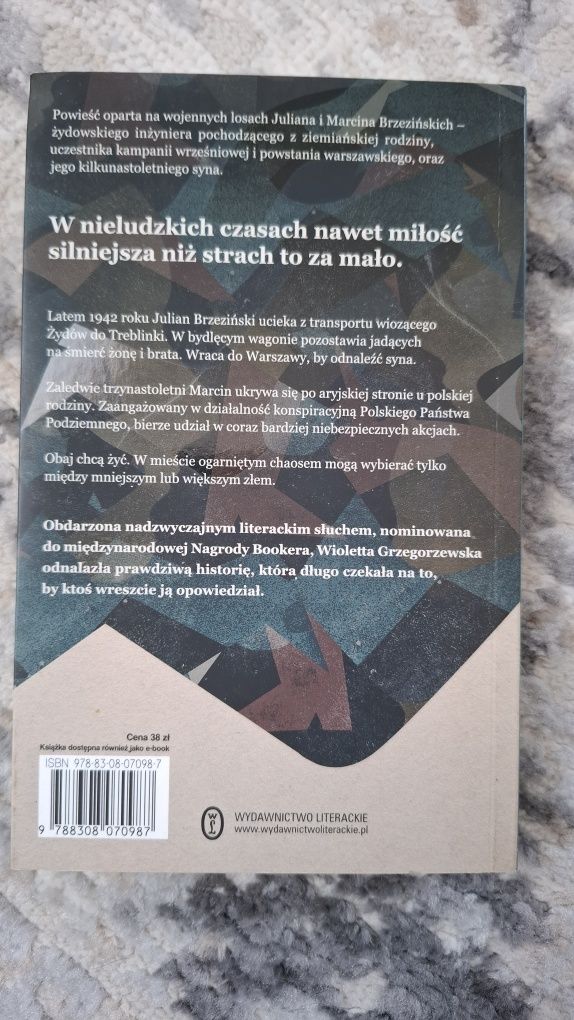 Powieść oparta na wojennych losach Juliana i Marcina Brzezińskich –
żydowskiego inżyniera pochodzącego z ziemiańskiej rodziny,
uczestnika kampanii wrześniowej i powstania warszawskiego, oraz
jego kilkunastoletniego syna.
W nieludzkich czasach nawet miłość
silniejsza niż strach to za mało.
Latem 1942 roku Julian Brzeziński ucieka z transportu wiozącego
Żydów do Treblinki. W bydlęcym wagonie pozostawia jadących
na śmierć żonę i brata. Wraca do Warszawy, by odnaleźć syna.
Zaledwie trzynastoletni Marcin ukrywa się po aryjskiej stronie u polskiej
rodziny. Zaangażowany w działalność konspiracyjną Polskiego Państwa
Podziemnego, bierze udział w coraz bardziej niebezpiecznych akcjach.
Obaj chcą żyć. W mieście ogarniętym chaosem mogą wybierać tylko
między mniejszym lub większym złem.
Obdarzona nadzwyczajnym literackim słuchem, nominowana
do międzynarodowej Nagrody Bookera, Wioletta Grzegorzewska
odnalazła prawdziwą historię, która długo czekała na to,
by ktoś wreszcie ją opowiedział.
Cena 38 zł
Książka dostępna również jako e-book
ISBN 978-83-08-07098-7
9 788308 070987
WYDAWNICTWO LITERACKIE
www.wydawnictwoliterackie.pl